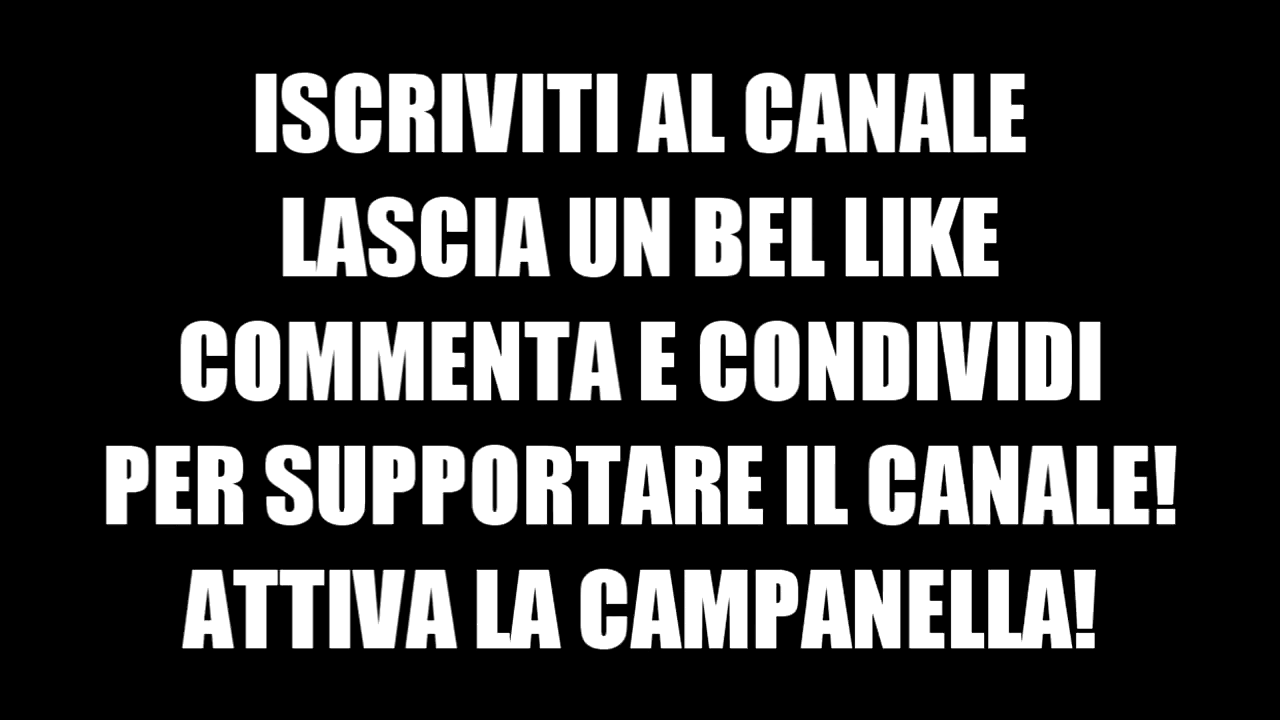 ISCRIVITI AL CANALE
LASCIA UN BEL LIKE
COMMENTA E CONDIVIDI
PER SUPPORTARE IL CANALE!
ATTIVA LA CAMPANELLA!